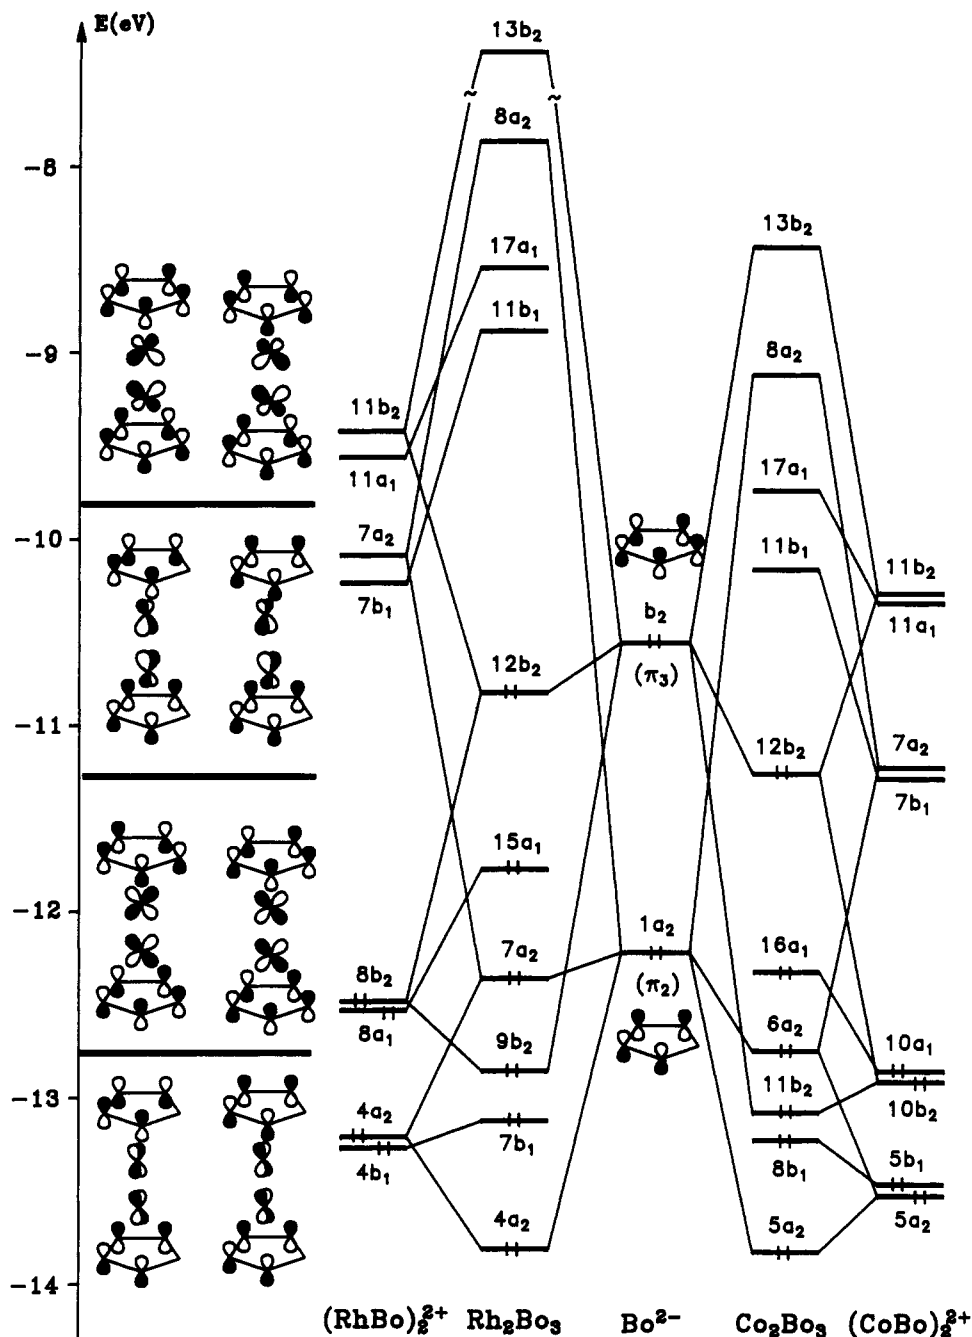 E(eV)
-8
-9
-10
-11
-12
-13
-14
11b₂
11a₁
7a₂
7b₁
8b₂
8a₁
4a₂
4b₁
13b₂
8a₂
17a₁
11b₁
12b₂
15a₁
7a₂
9b₂
7b₁
4a₂
b₂
(π₃)
1a₂
(π₂)
13b₂
8a₂
17a₁
11b₁
12b₂
16a₁
6a₂
11b₂
8b₁
5a₂
11b₂
11a₁
7a₂
7b₁
10a₁
10b₂
5b₁
5a₂
(RhBo)₂²⁺ Rh₂Bo₃ Bo²⁻ Co₂Bo₃ (CoBo)₂²⁺